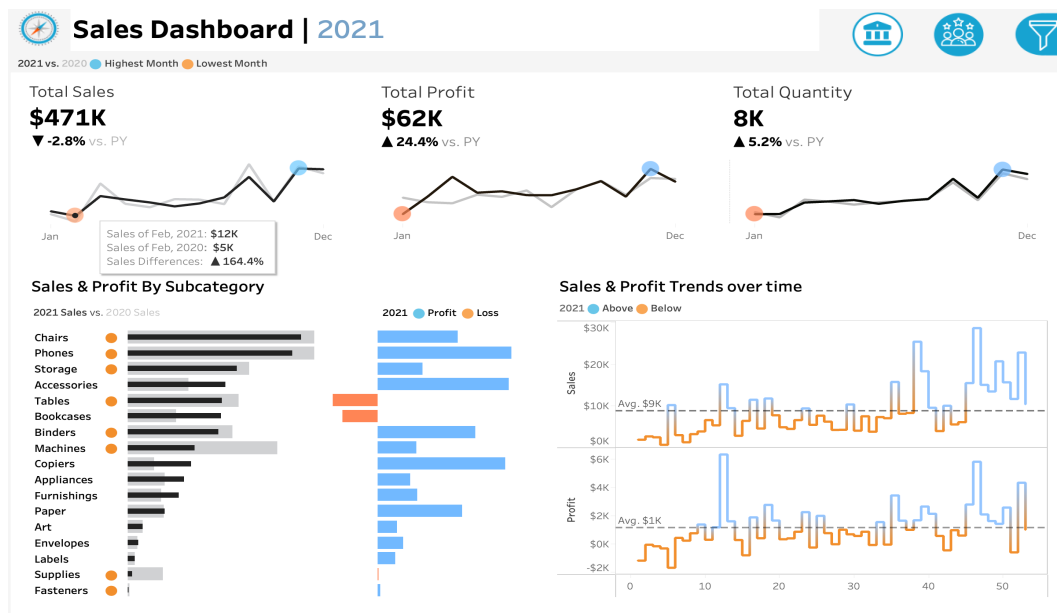 Sales Dashboard | 2021
2021 vs. 2020 Highest Month Lowest Month
Total Sales
$471K
▼ -2.8% vs. PY
Jan
Dec
Sales of Feb, 2021: $12K
Sales of Feb, 2020: $5K
Sales Differences: ▲ 164.4%
Total Profit
$62K
▲ 24.4% vs. PY
Jan
Dec
Total Quantity
8K
▲ 5.2% vs. PY
Jan
Dec
Sales & Profit By Subcategory
2021 Sales vs. 2020 Sales
2021 Profit Loss
Chairs
Phones
Storage
Accessories
Tables
Bookcases
Binders
Machines
Copiers
Appliances
Furnishings
Paper
Art
Envelopes
Labels
Supplies
Fasteners
Sales & Profit Trends over time
2021 Above Below
Sales
$30K
$20K
$10K
$0K
Avg. $9K
Profit
$6K
$4K
$2K
$0K
-$2K
Avg. $1K
0 10 20 30 40 50